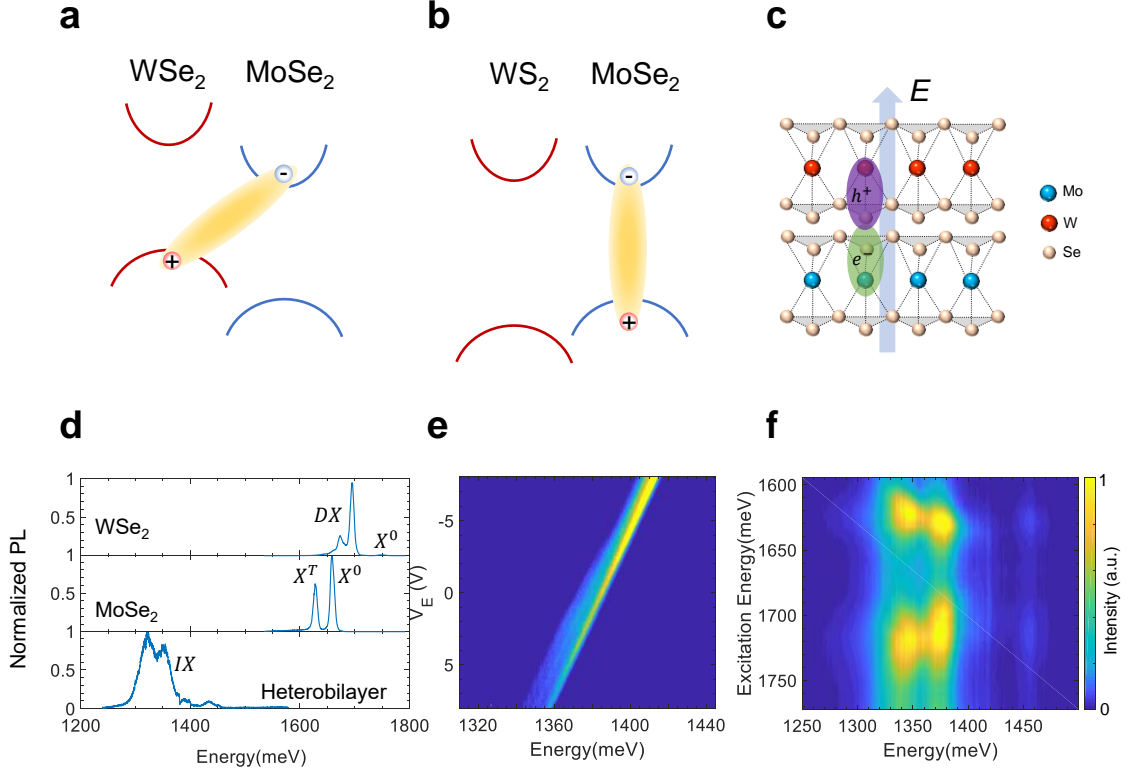 a
WSe2
MoSe2
-
+
b
WS2
MoSe2
-
+
c
E
h+
e−
Mo
W
Se
d
Normalized PL
1
0.5
WSe2
DX
X0
1
0.5
MoSe2
XT
X0
1
0.5
0
IX
Heterobilayer
1200 1400 1600 1800
Energy(meV)
e
VE (V)
-5
0
5
1320 1360 1400 1440
Energy(meV)
f
Excitation Energy(meV)
1600
1650
1700
1750
1250 1300 1350 1400 1450
Energy(meV)
1
0
Intensity (a.u.)